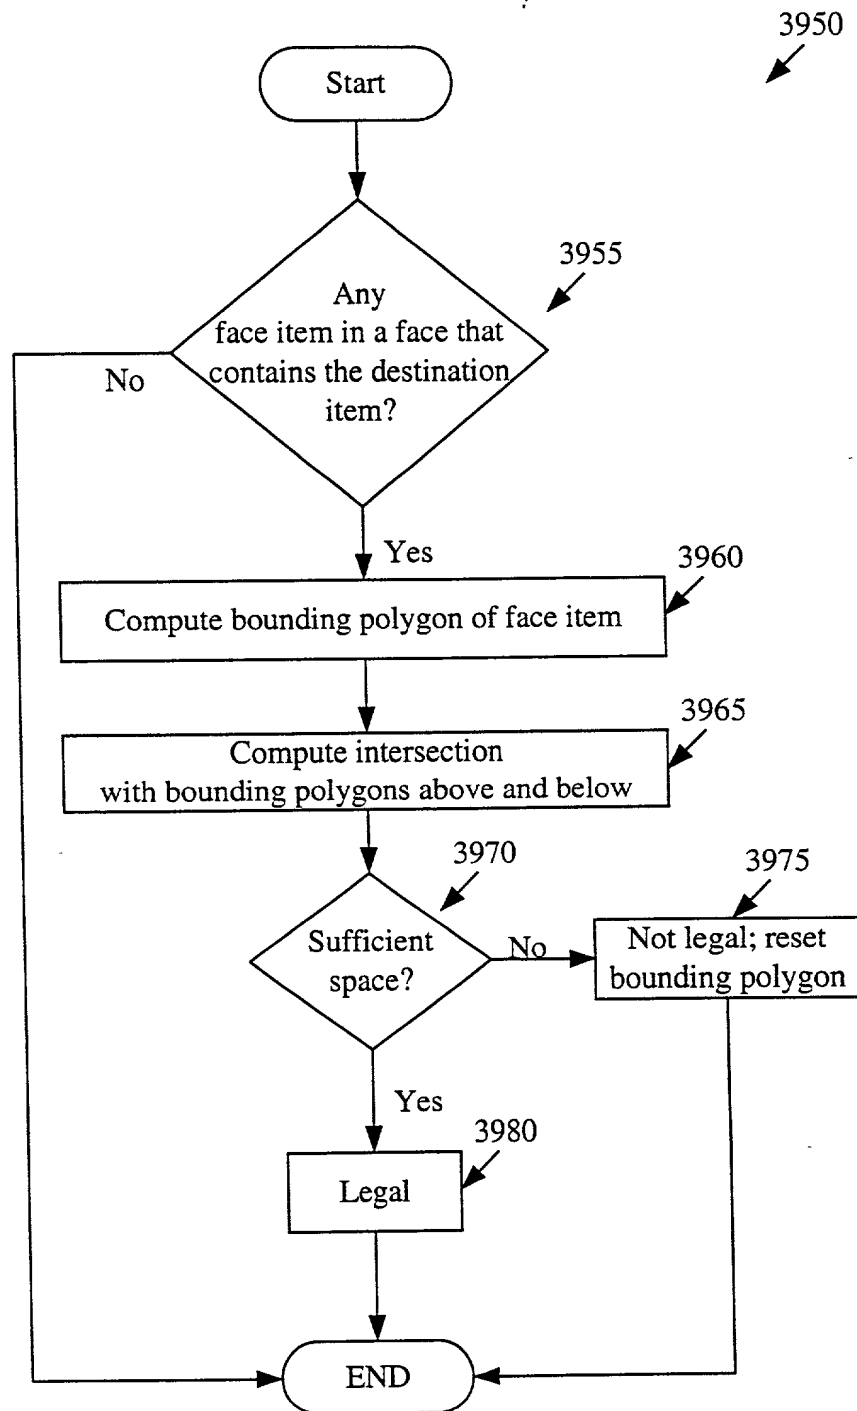 3950
Start
3955
Any
face item in a face that
contains the destination
item?
No
Yes
3960
Compute bounding polygon of face item
3965
Compute intersection
with bounding polygons above and below
3970
3975
Sufficient
space?
No
Not legal; reset
bounding polygon
Yes
3980
Legal
END